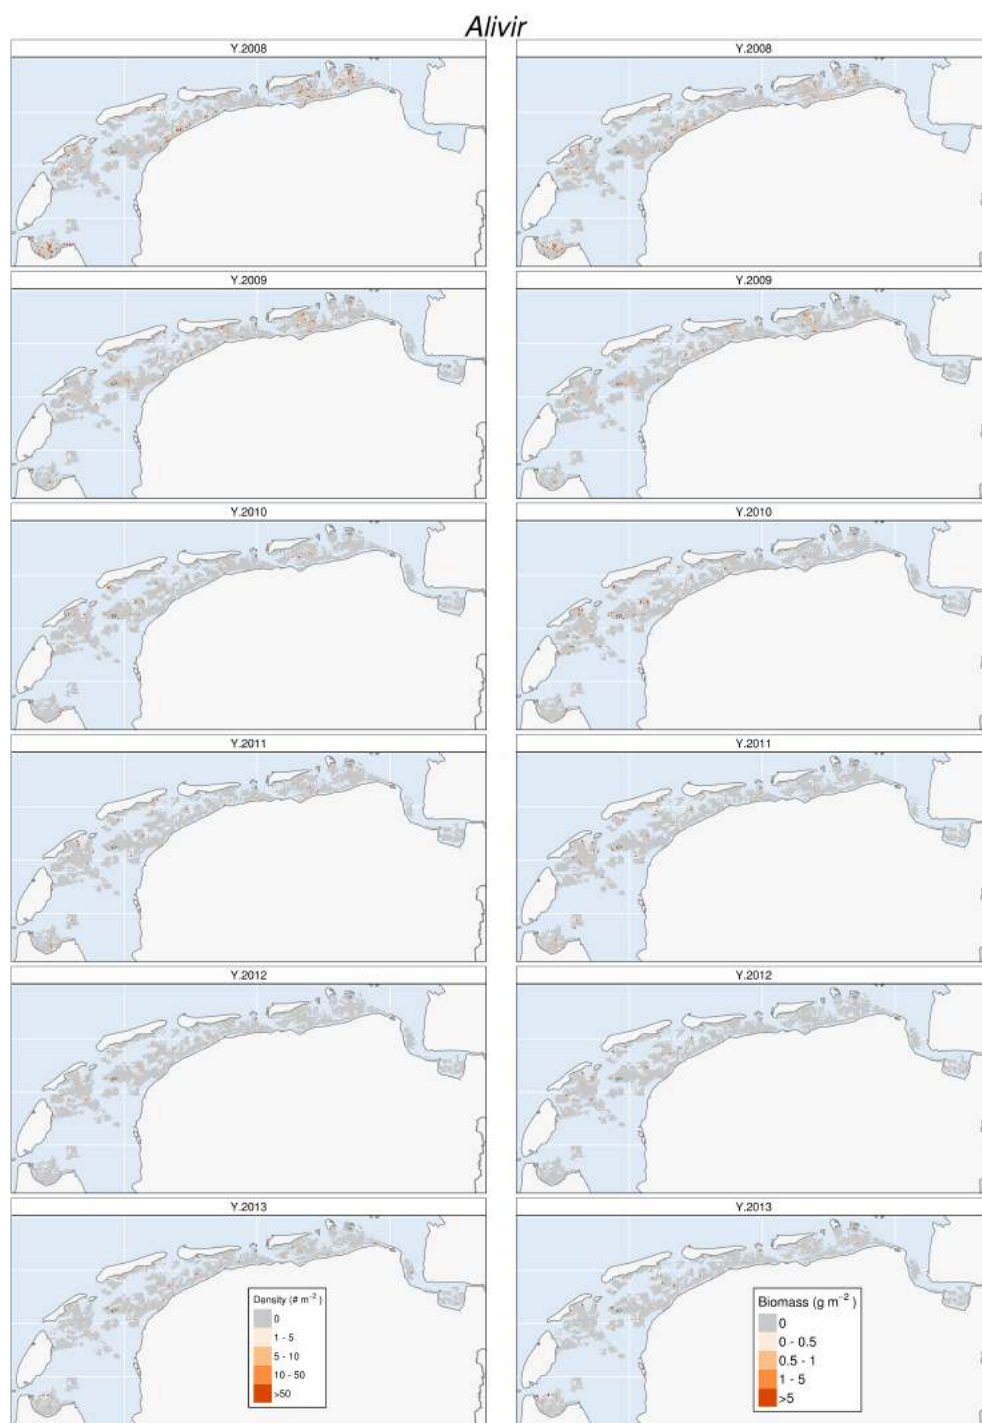 Alivir
Y.2008
Y.2008
Y.2009
Y.2009
Y.2010
Y.2010
Y.2011
Y.2011
Y.2012
Y.2012
Y.2013
Y.2013
Density (# m⁻²)
0
1 - 5
5 - 10
10 - 50
>50
Biomass (g m⁻²)
0
0 - 0.5
0.5 - 1
1 - 5
>5